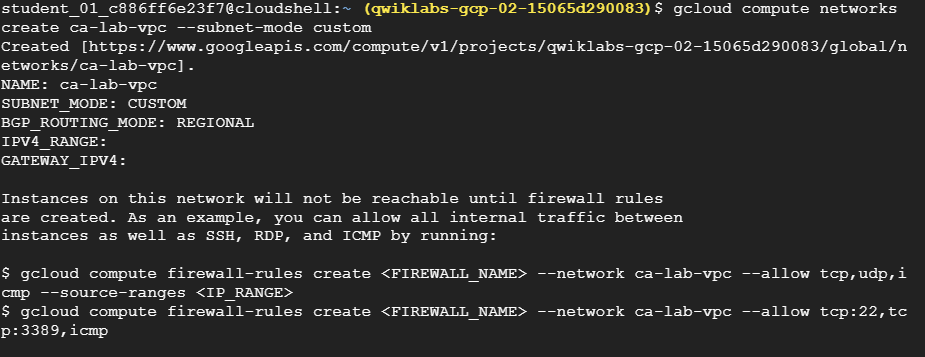 student_01_c886ff6e23f7@cloudshell:~ (qwiklabs-gcp-02-15065d290083)$ gcloud compute networks
create ca-lab-vpc --subnet-mode custom
Created [https://www.googleapis.com/compute/v1/projects/qwiklabs-gcp-02-15065d290083/global/n
etworks/ca-lab-vpc].
NAME: ca-lab-vpc
SUBNET_MODE: CUSTOM
BGP_ROUTING_MODE: REGIONAL
IPV4_RANGE:
GATEWAY_IPV4:
Instances on this network will not be reachable until firewall rules
are created. As an example, you can allow all internal traffic between
instances as well as SSH, RDP, and ICMP by running:
$ gcloud compute firewall-rules create <FIREWALL_NAME> --network ca-lab-vpc --allow tcp,udp,i
cmp --source-ranges <IP_RANGE>
$ gcloud compute firewall-rules create <FIREWALL_NAME> --network ca-lab-vpc --allow tcp:22,tc
p:3389,icmp